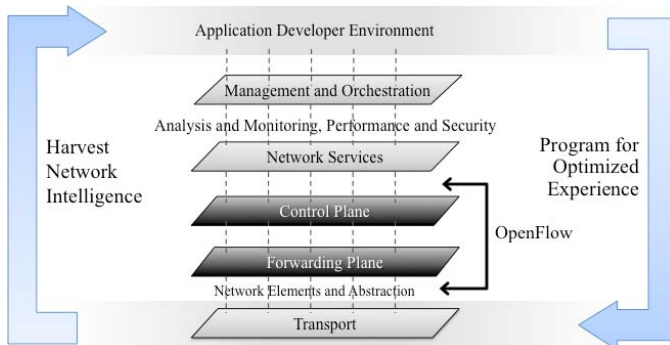 Application Developer Environment
Management and Orchestration
Analysis and Monitoring, Performance and Security
Network Services
Harvest
Network
Intelligence
Program for
Optimized
Experience
Control Plane
OpenFlow
Forwarding Plane
Network Elements and Abstraction
Transport